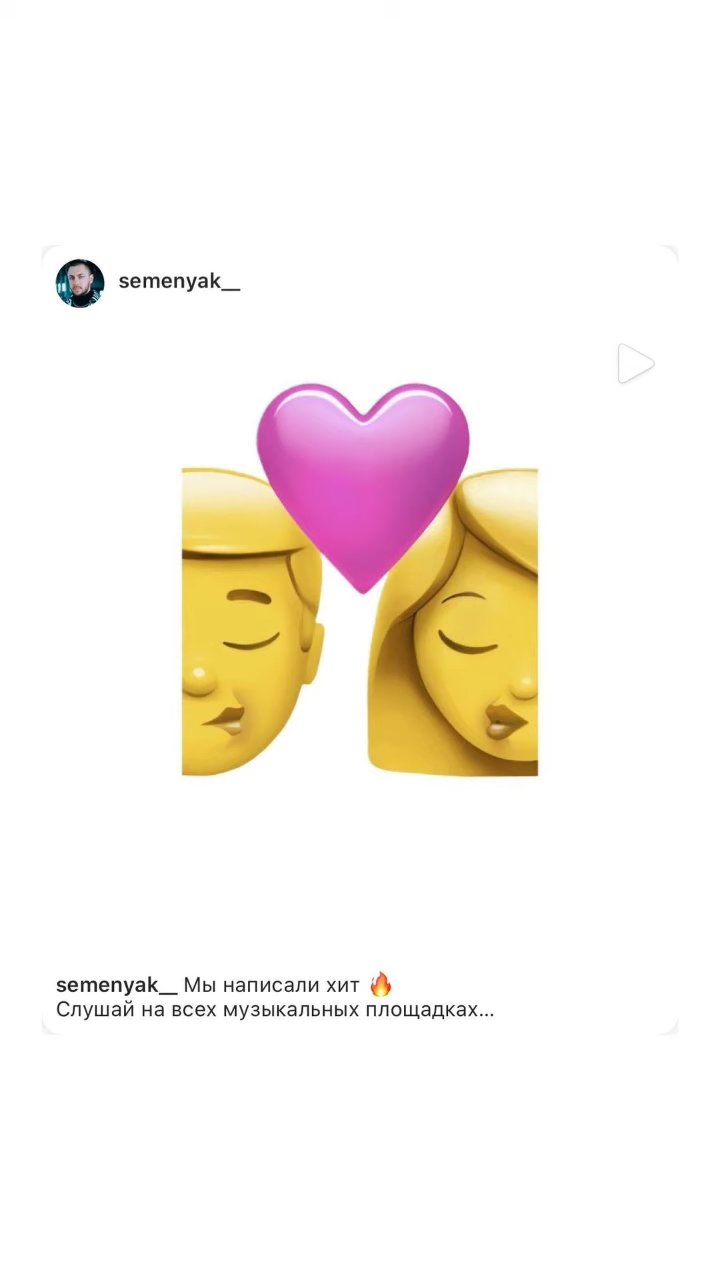 semenyak__
semenyak__ Мы написали хит 🔥
Слушай на всех музыкальных площадках...